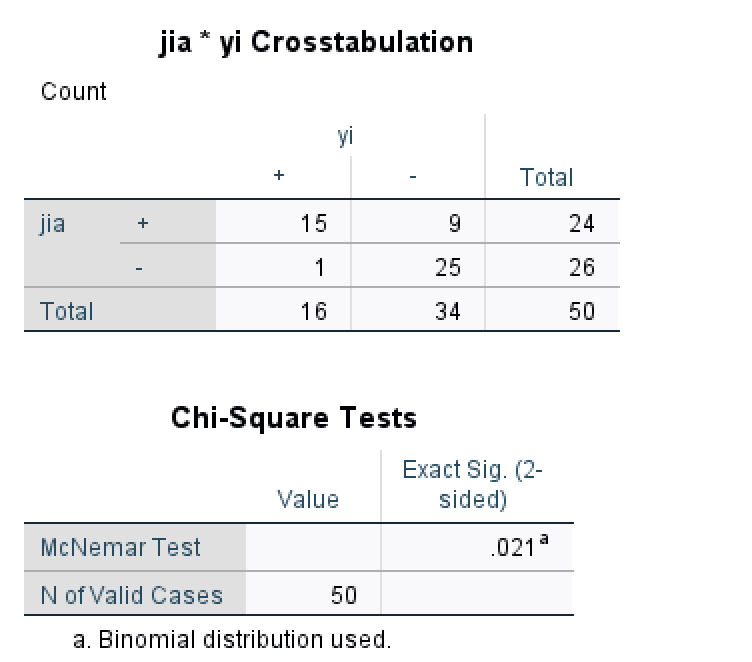 jia * yi Crosstabulation
Count
yi
+ - Total
jia + 15 9 24
- 1 25 26
Total 16 34 50
Chi-Square Tests
Value Exact Sig. (2-
sided)
McNemar Test .021a
N of Valid Cases 50
a. Binomial distribution used.